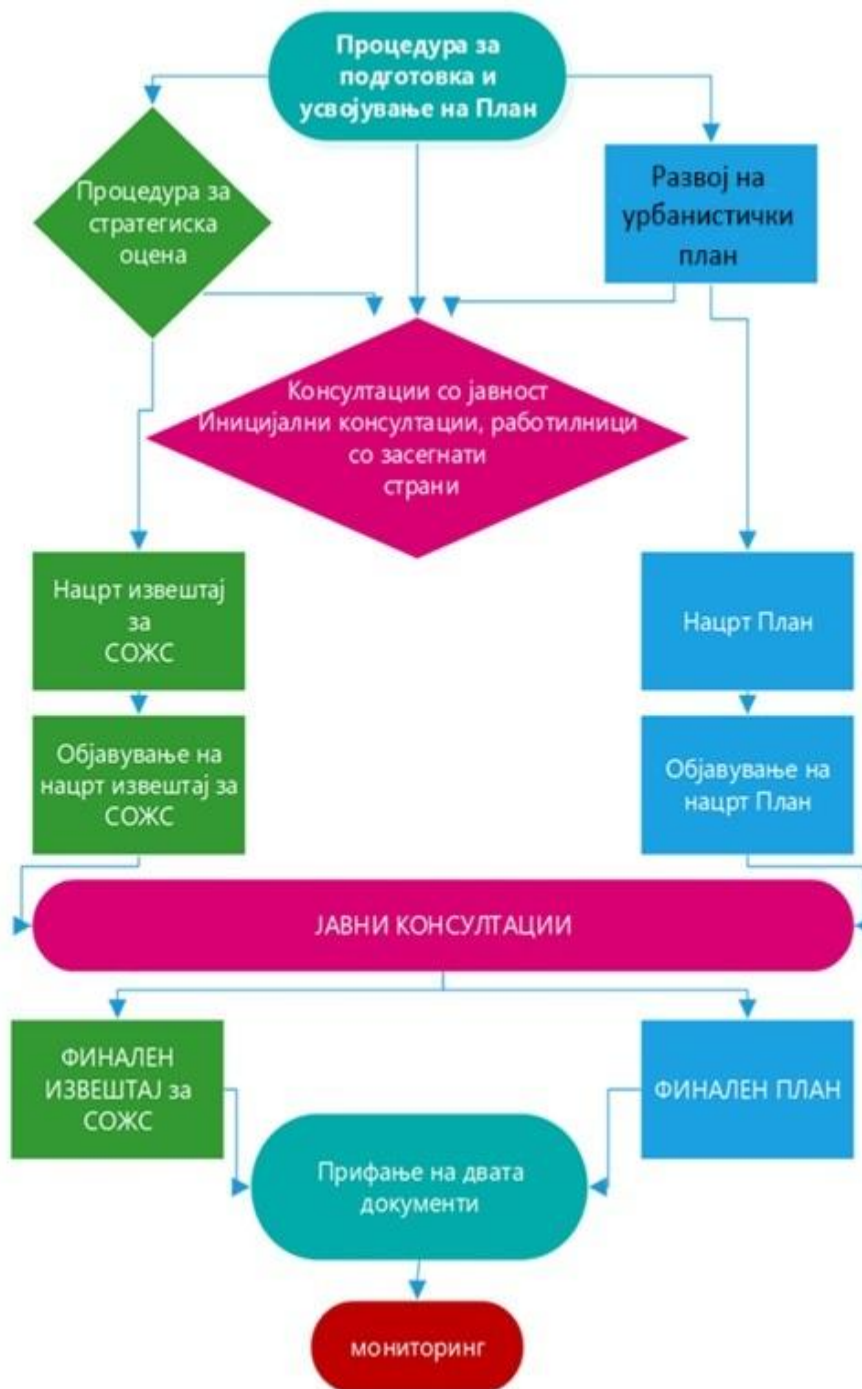 Процедура за
подготовка и
усвојување на План
Процедура за
стратегиска
оцена
Развој на
урбанистички
план
Консултации со јавност
Иницијални консултации, работилници
со засегнати
страни
Нацрт извештај
за
СОЖС
Нацрт План
Објавување на
нацрт извештај за
СОЖС
Објавување на
нацрт План
ЈАВНИ КОНСУЛТАЦИИ
ФИНАЛЕН
ИЗВЕШТАЈ за
СОЖС
ФИНАЛЕН ПЛАН
Прифање на двата
документи
мониторинг